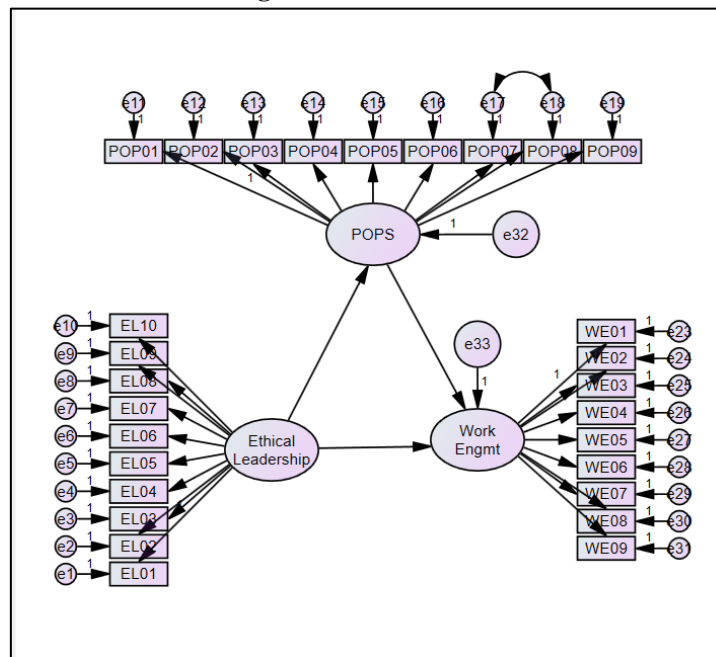 e11 e12 e13 e14 e15 e16 e17 e18 e19
1 1 1 1 1 1 1 1 1
POP01 POP02 POP03 POP04 POP05 POP06 POP07 POP08 POP09
1
POPS
1
e32
e10 1 EL10
e9 1 EL09
e8 1 EL08
e7 1 EL07
e6 1 EL06
e5 1 EL05
e4 1 EL04
e3 1 EL03
e2 1 EL02
e1 1 EL01
Ethical
Leadership
e33
1
Work
Engmt
1
WE01 1 e23
WE02 1 e24
WE03 1 e25
WE04 1 e26
WE05 1 e27
WE06 1 e28
WE07 1 e29
WE08 1 e30
WE09 1 e31